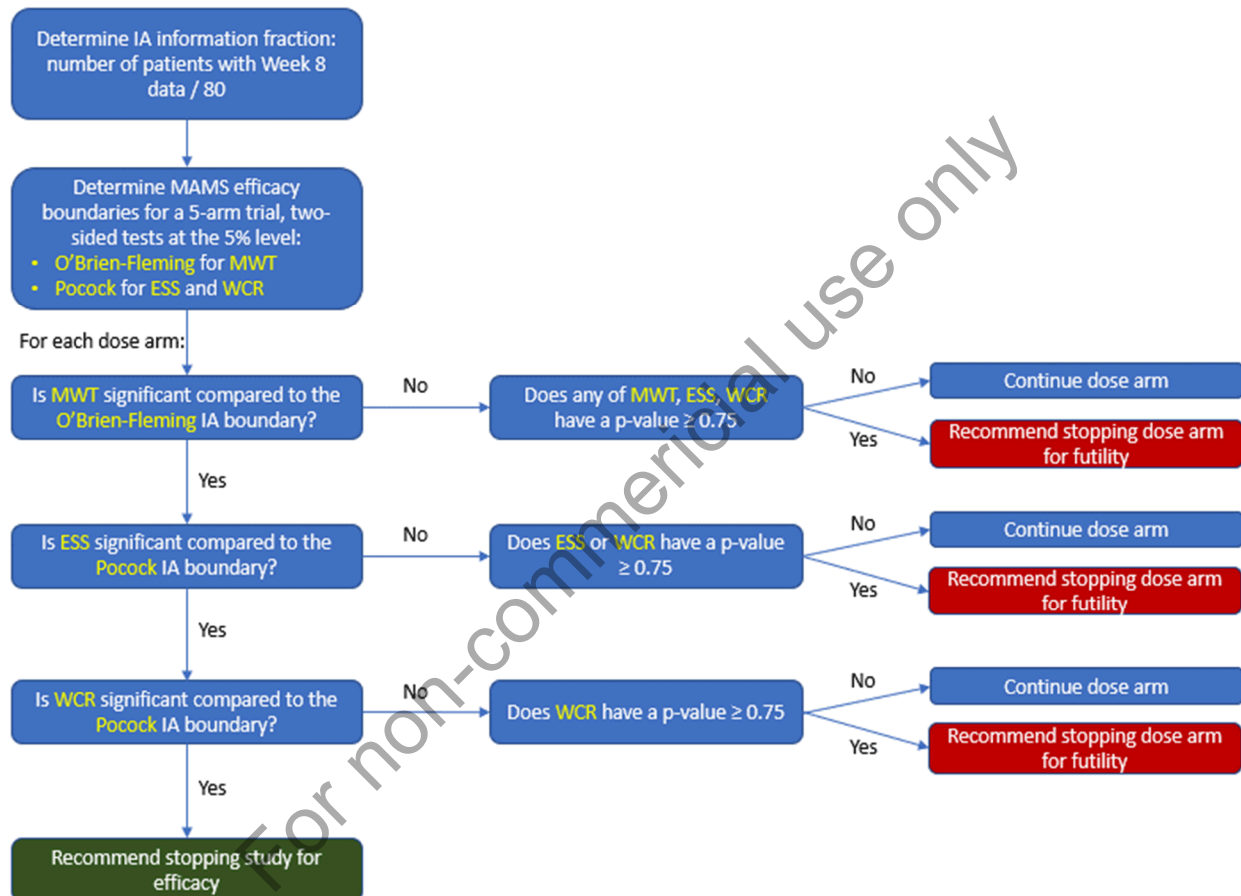 Determine IA information fraction:
number of patients with Week 8
data / 80
Determine MAMS efficacy
boundaries for a 5-arm trial, two-
sided tests at the 5% level:
• O'Brien-Fleming for MWT
• Pocock for ESS and WCR
For each dose arm:
Is MWT significant compared to the
O'Brien-Fleming IA boundary?
No
Does any of MWT, ESS, WCR
have a p-value ≥ 0.75
No
Continue dose arm
Yes
Recommend stopping dose arm
for futility
Yes
Is ESS significant compared to the
Pocock IA boundary?
No
Does ESS or WCR have a p-value
≥ 0.75
No
Continue dose arm
Yes
Recommend stopping dose arm
for futility
Yes
Is WCR significant compared to the
Pocock IA boundary?
No
Does WCR have a p-value ≥ 0.75
No
Continue dose arm
Yes
Recommend stopping dose arm
for futility
Yes
Recommend stopping study for
efficacy
For non-commericial use only